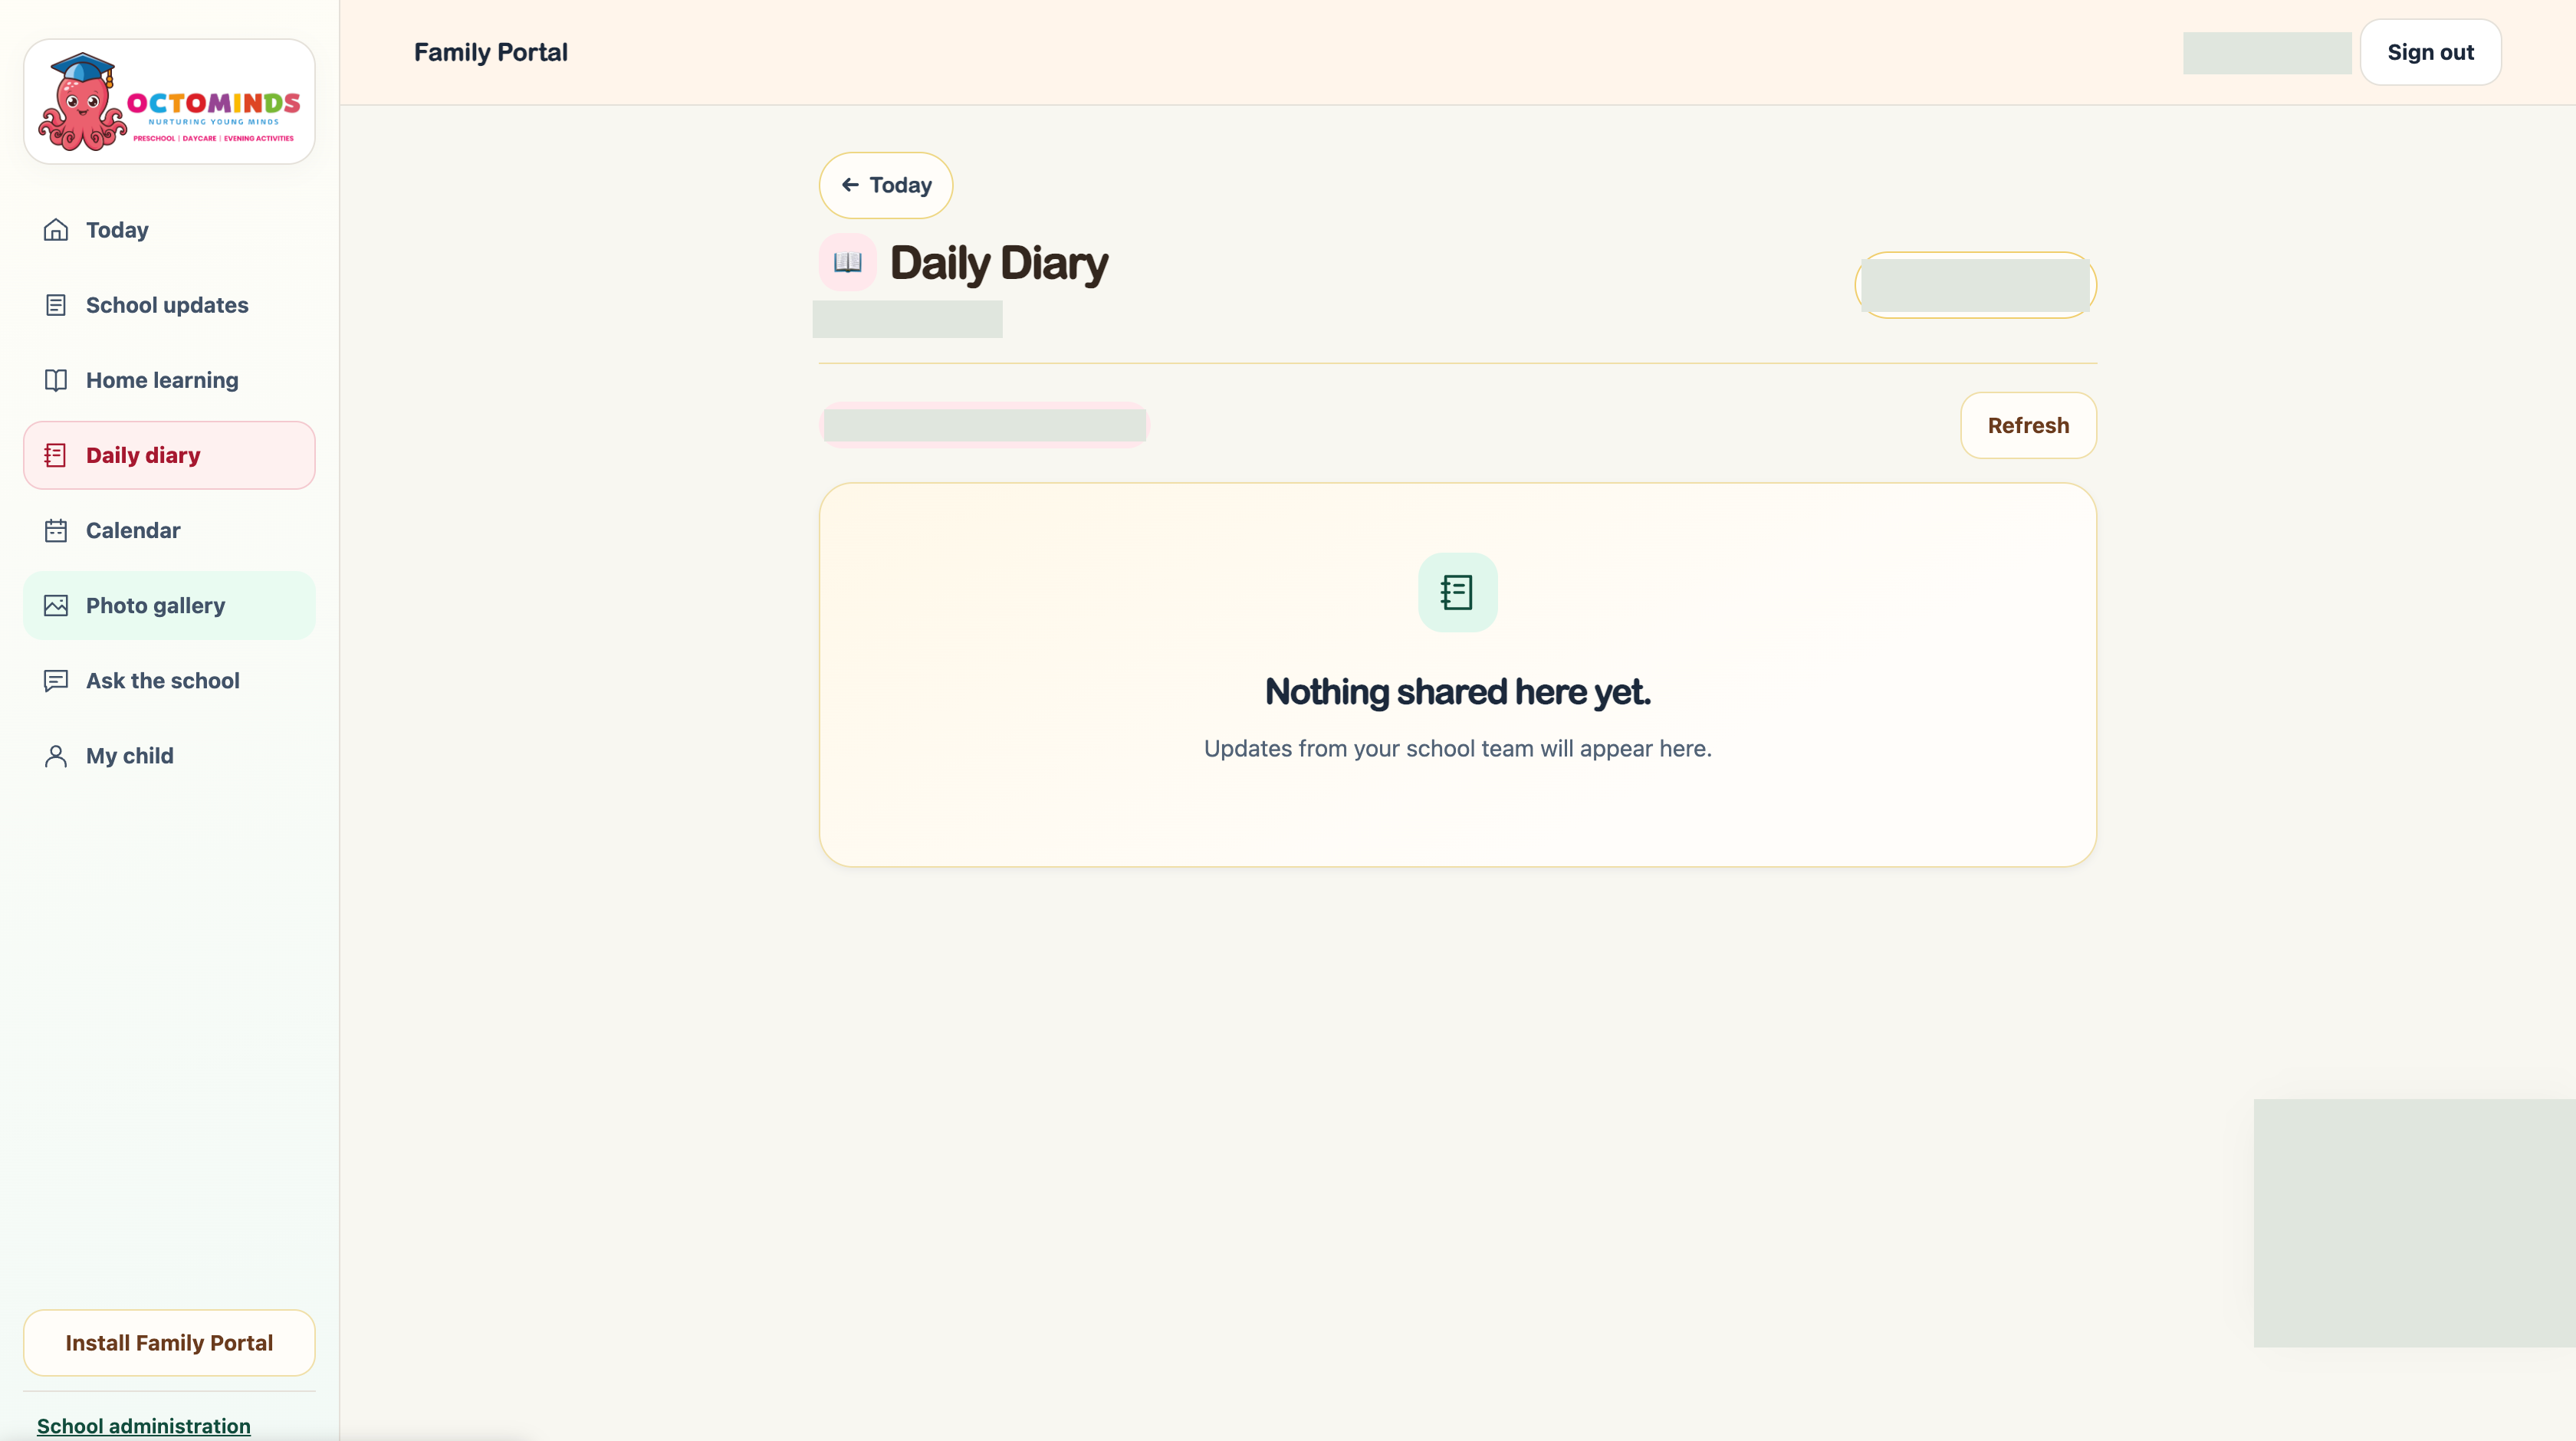 OCTOMINDS
NURTURING YOUNG MINDS
PRESCHOOL | DAYCARE | EVENING ACTIVITIES
Today
School updates
Home learning
Daily diary
Calendar
Photo gallery
Ask the school
My child
Install Family Portal
School administration
Family Portal
Sign out
← Today
Daily Diary
Refresh
Nothing shared here yet.
Updates from your school team will appear here.